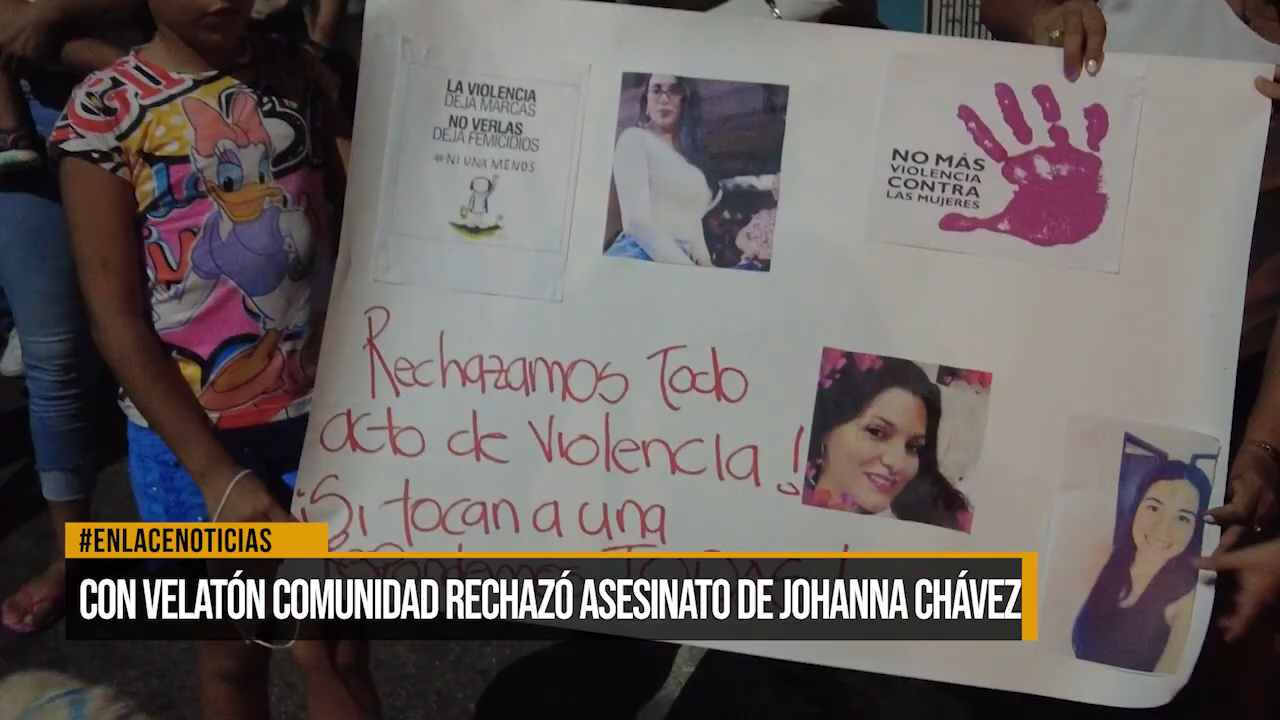 LA VIOLENCIA
DEJA MARCAS
NO VERLAS
DEJA FEMICIDIOS
#NI UNA MENOS
NO MÁS
VIOLENCIA
CONTRA
LAS MUJERES
Rechazamos Todo
acto de Violencia!
¡Si tocan a una
#ENLACENOTICIAS
CON VELATÓN COMUNIDAD RECHAZÓ ASESINATO DE JOHANNA CHÁVEZ